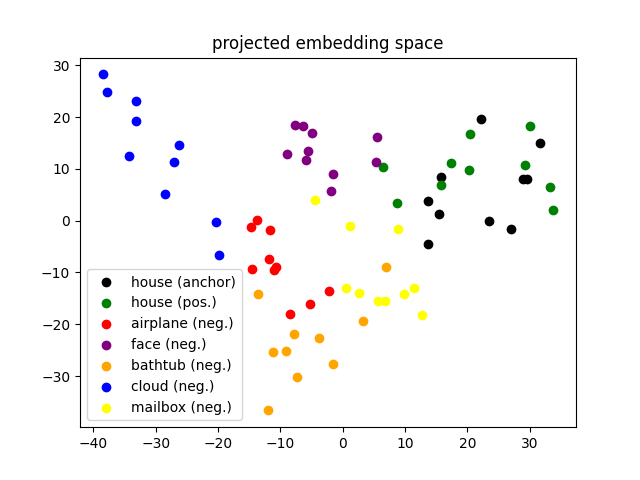 projected embedding space
30
20
10
0
−10
−20
−30
house (anchor)
house (pos.)
airplane (neg.)
face (neg.)
bathtub (neg.)
cloud (neg.)
mailbox (neg.)
−40 −30 −20 −10 0 10 20 30